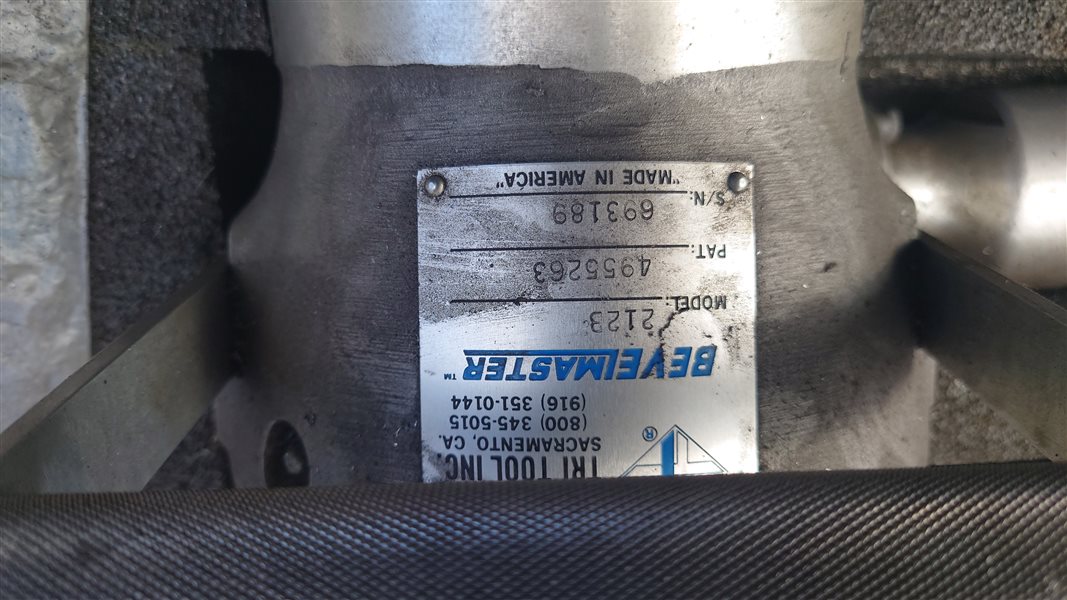 TRI TOOL INC.
SACRAMENTO, CA.
(800) 345-5015
(916) 351-0144
®
BEVELMASTER ™
MODEL: 2123
PAT: 4955263
S/N: 693189
"MADE IN AMERICA"